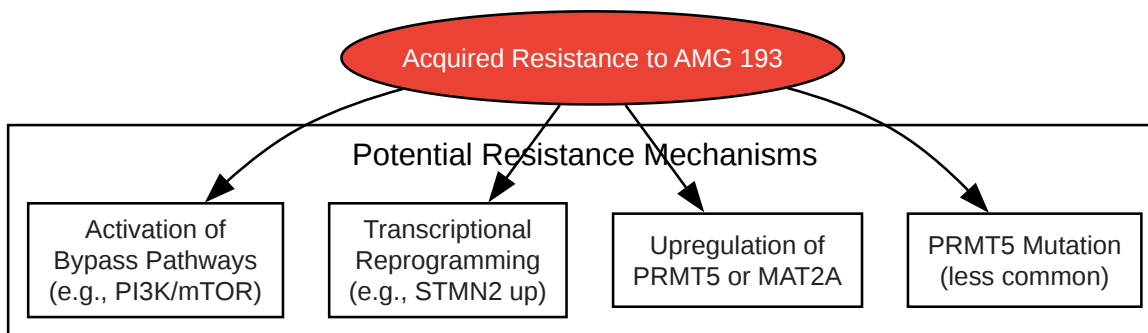 Acquired Resistance to AMG 193
Potential Resistance Mechanisms
Activation of
Bypass Pathways
(e.g., PI3K/mTOR)
Transcriptional
Reprogramming
(e.g., STMN2 up)
Upregulation of
PRMT5 or MAT2A
PRMT5 Mutation
(less common)